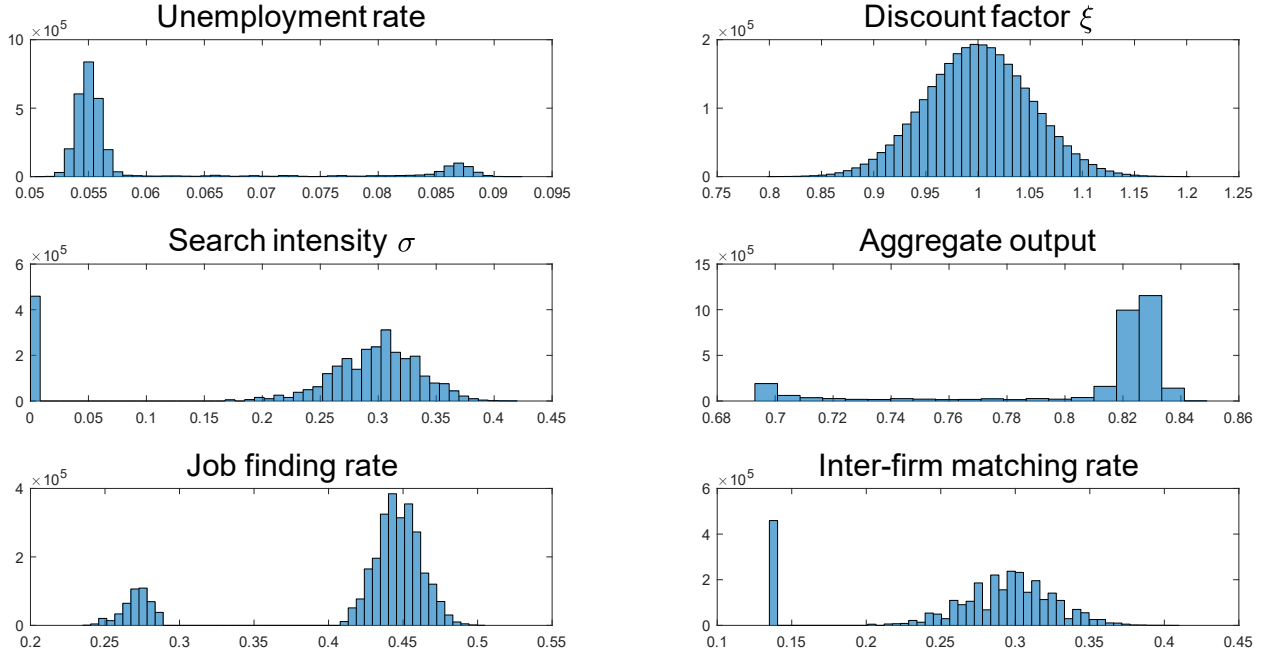 Unemployment rate
×10^5
10
5
0
0.05 0.055 0.06 0.065 0.07 0.075 0.08 0.085 0.09 0.095
Discount factor ξ
×10^5
2
1
0
0.75 0.8 0.85 0.9 0.95 1 1.05 1.1 1.15 1.2 1.25
Search intensity σ
×10^5
6
4
2
0
0 0.05 0.1 0.15 0.2 0.25 0.3 0.35 0.4 0.45
Aggregate output
×10^5
15
10
5
0
0.68 0.7 0.72 0.74 0.76 0.78 0.8 0.82 0.84 0.86
Job finding rate
×10^5
4
2
0
0.2 0.25 0.3 0.35 0.4 0.45 0.5 0.55
Inter-firm matching rate
×10^5
6
4
2
0
0.1 0.15 0.2 0.25 0.3 0.35 0.4 0.45